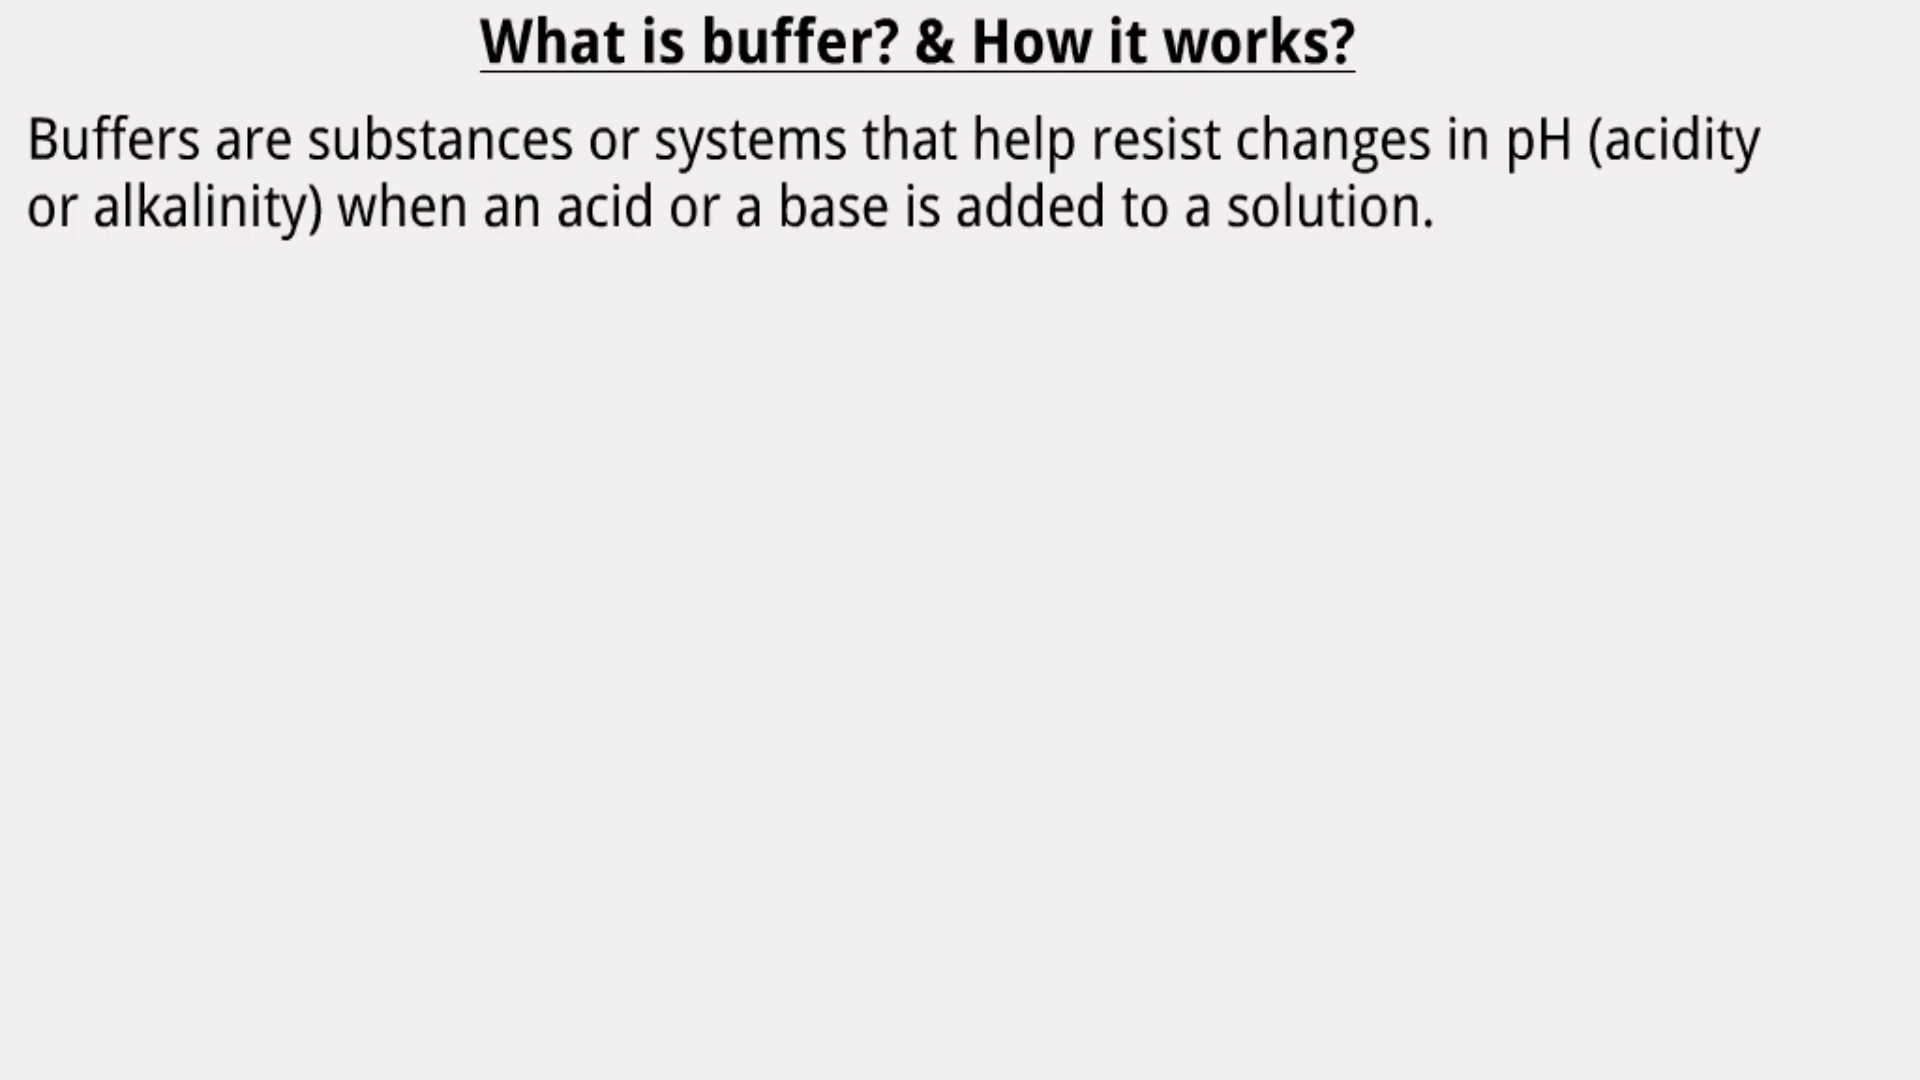 What is buffer? & How it works?
Buffers are substances or systems that help resist changes in pH (acidity
or alkalinity) when an acid or a base is added to a solution.